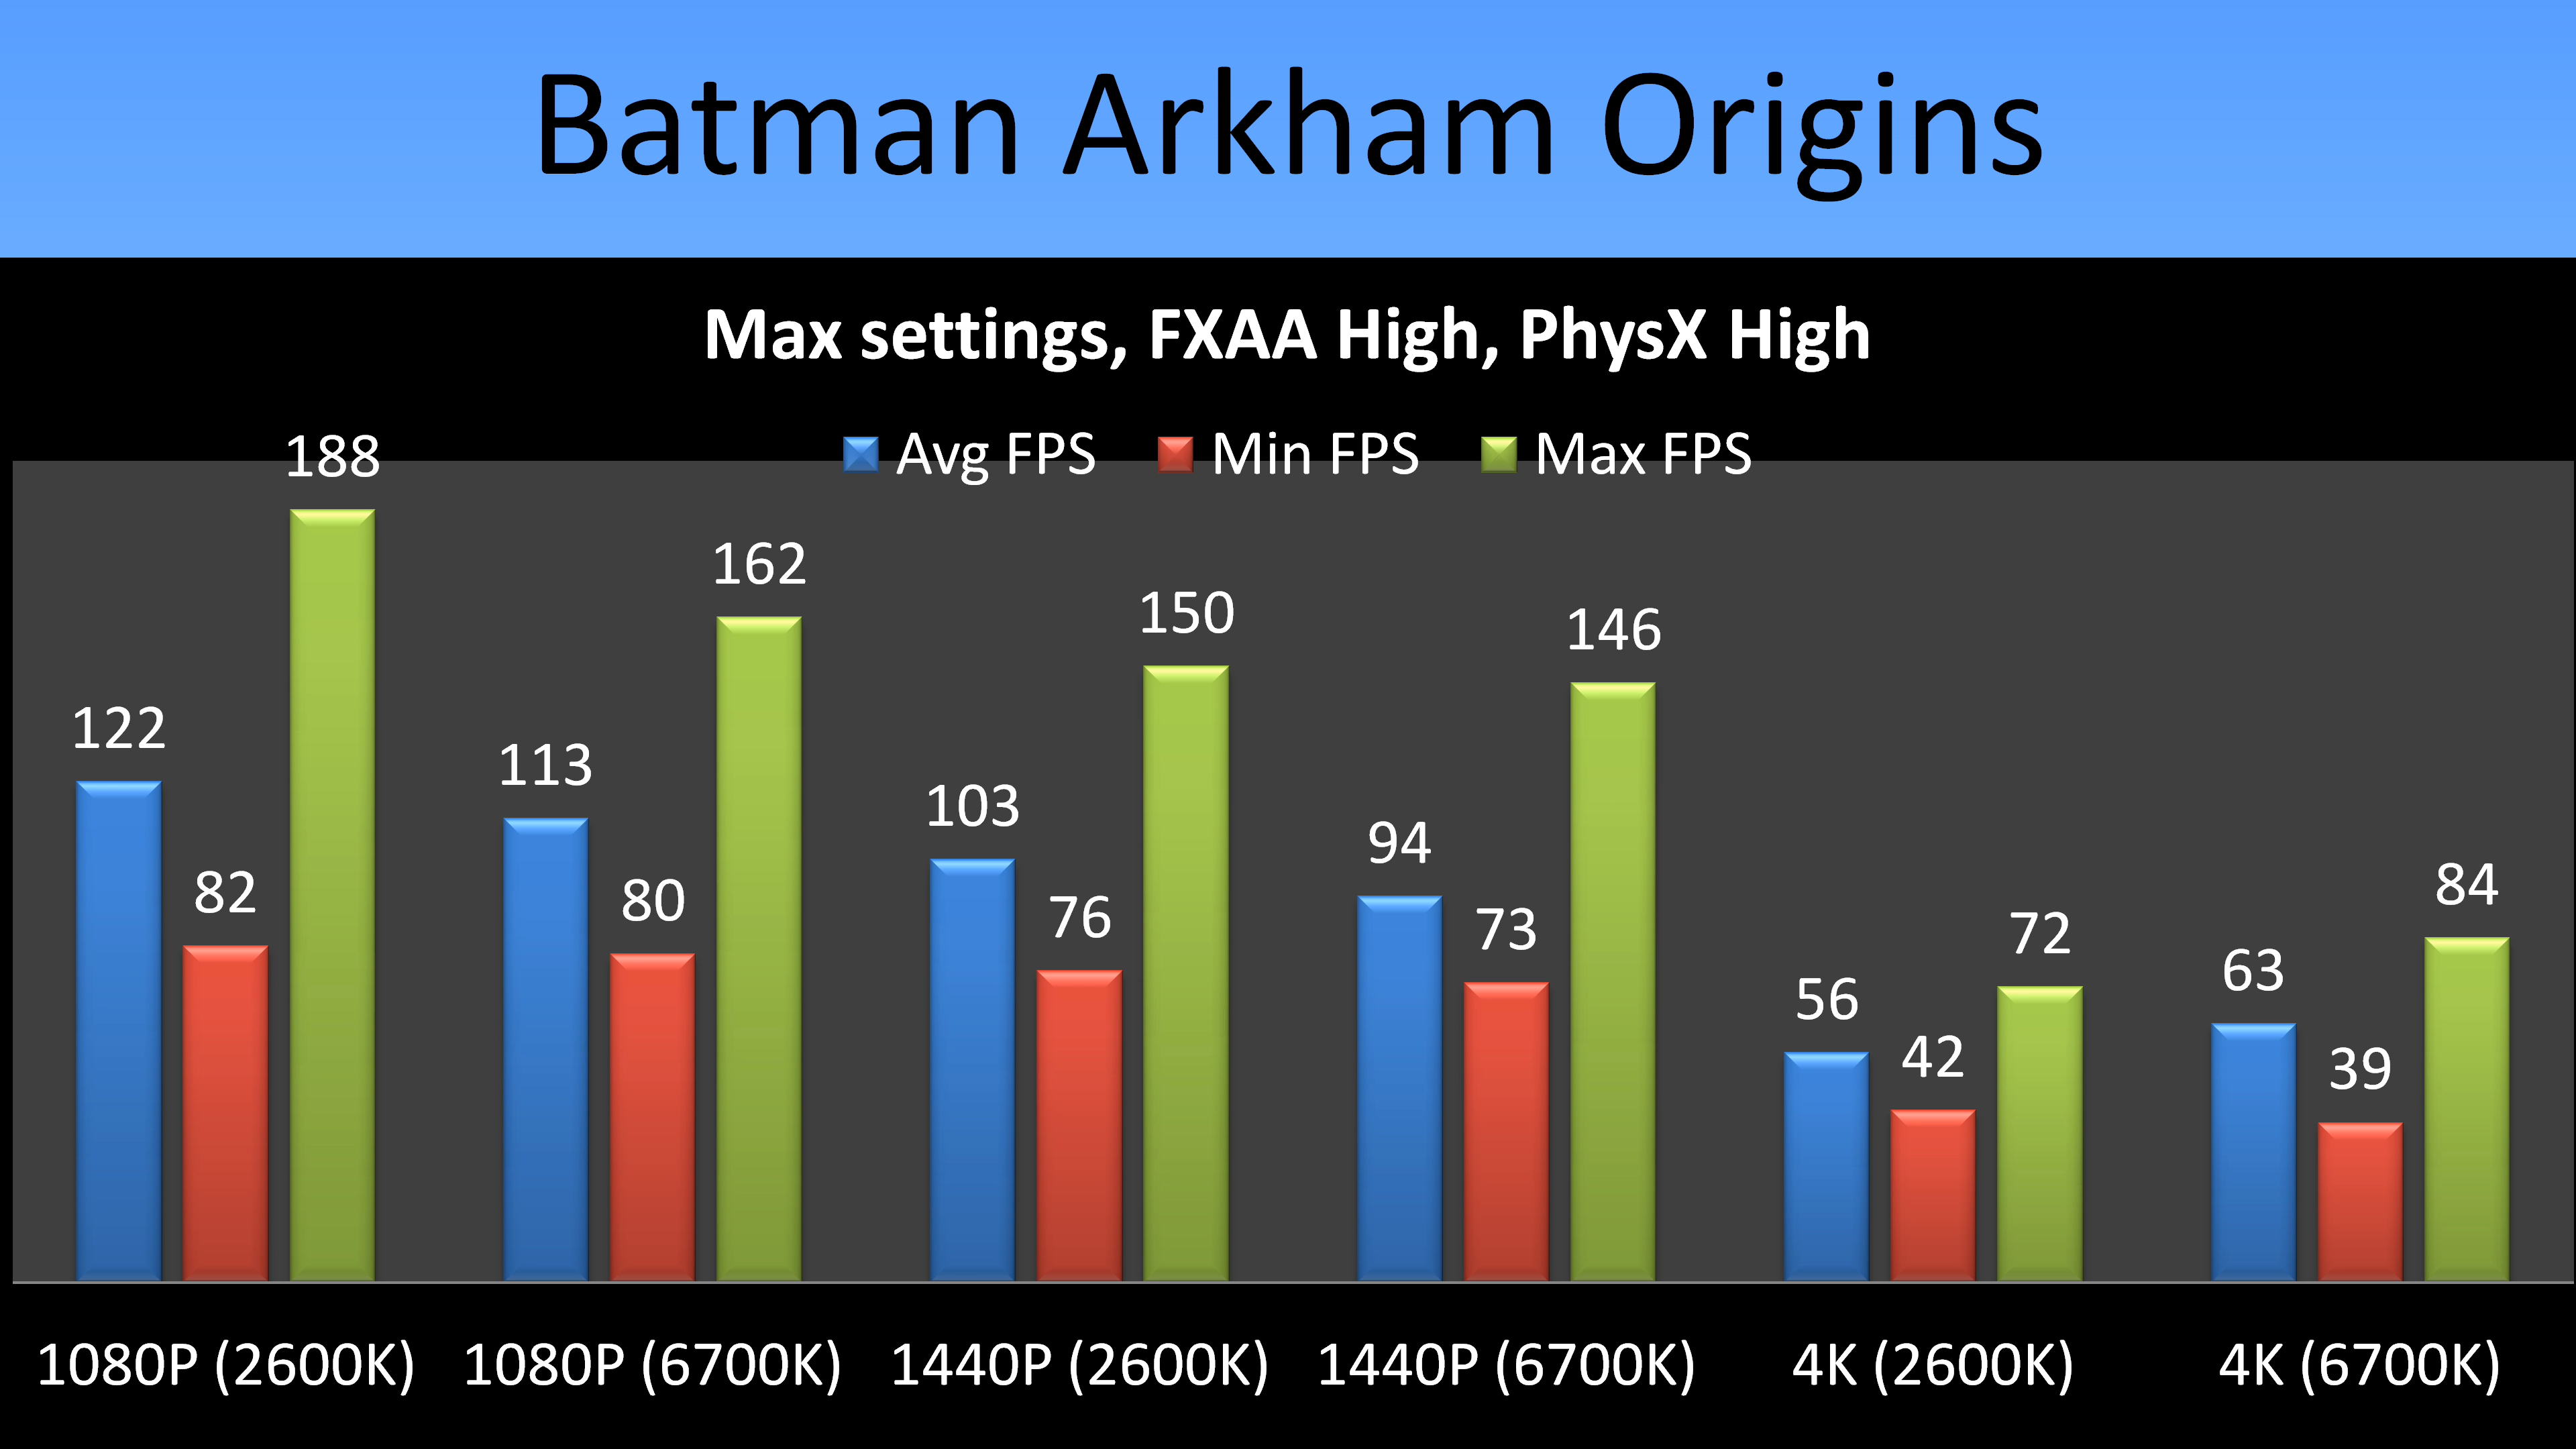 Batman Arkham Origins
Max settings, FXAA High, PhysX High
Avg FPS Min FPS Max FPS
122 82 188
113 80 162
103 76 150
94 73 146
56 42 72
63 39 84
1080P (2600K) 1080P (6700K) 1440P (2600K) 1440P (6700K) 4K (2600K) 4K (6700K)